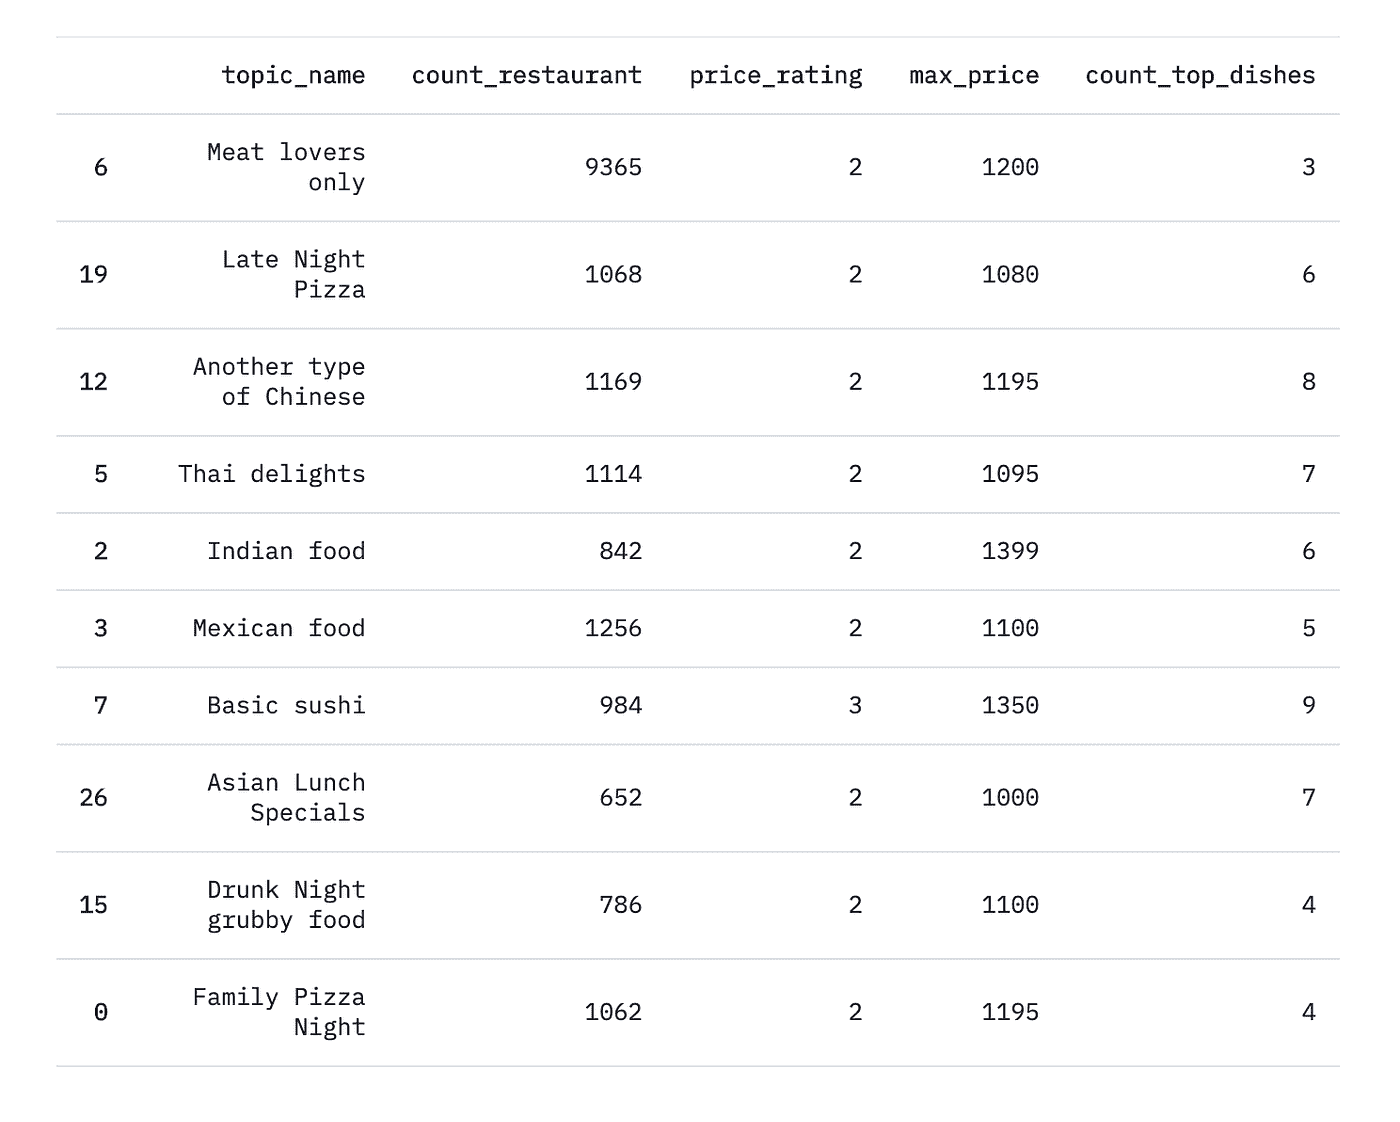 topic_name count_restaurant price_rating max_price count_top_dishes
6 Meat lovers only 9365 2 1200 3
19 Late Night Pizza 1068 2 1080 6
12 Another type of Chinese 1169 2 1195 8
5 Thai delights 1114 2 1095 7
2 Indian food 842 2 1399 6
3 Mexican food 1256 2 1100 5
7 Basic sushi 984 3 1350 9
26 Asian Lunch Specials 652 2 1000 7
15 Drunk Night grubby food 786 2 1100 4
0 Family Pizza Night 1062 2 1195 4